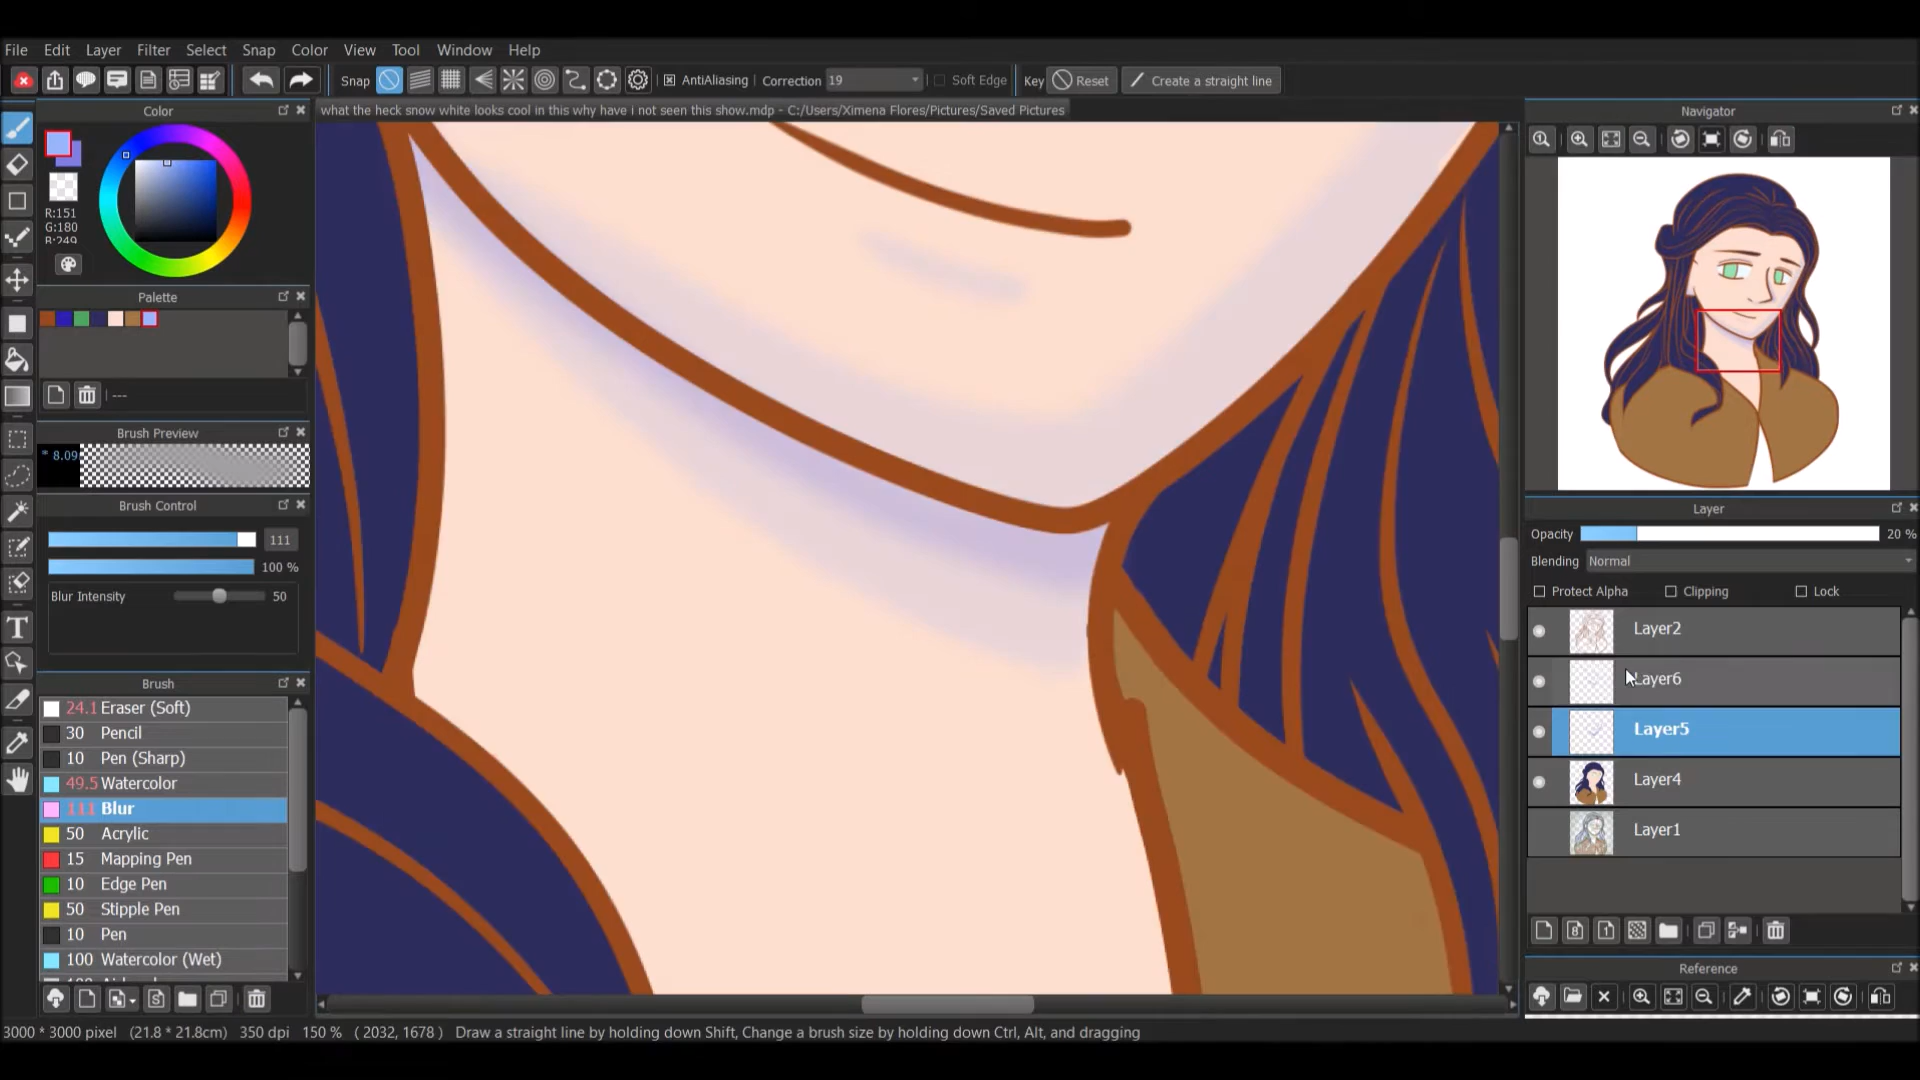 File Edit Layer Filter Select Snap Color View Tool Window Help
Snap AntiAliasing Correction 19 Soft Edge Key Reset Create a straight line
Color
what the heck snow white looks cool in this why have i not seen this show.mdp - C:/Users/Ximena Flores/Pictures/Saved Pictures
Navigator
R:151
G:180
B:249
Palette
---
Brush Preview
* 8.09
Brush Control
111
100 %
Blur Intensity 50
Brush
24.1 Eraser (Soft)
30 Pencil
10 Pen (Sharp)
49.5 Watercolor
111 Blur
50 Acrylic
15 Mapping Pen
10 Edge Pen
50 Stipple Pen
10 Pen
100 Watercolor (Wet)
Layer
Opacity 20 %
Blending Normal
Protect Alpha Clipping Lock
Layer2
Layer6
Layer5
Layer4
Layer1
Reference
3000 * 3000 pixel (21.8 * 21.8cm) 350 dpi 150 % ( 2032, 1678 ) Draw a straight line by holding down Shift, Change a brush size by holding down Ctrl, Alt, and dragging